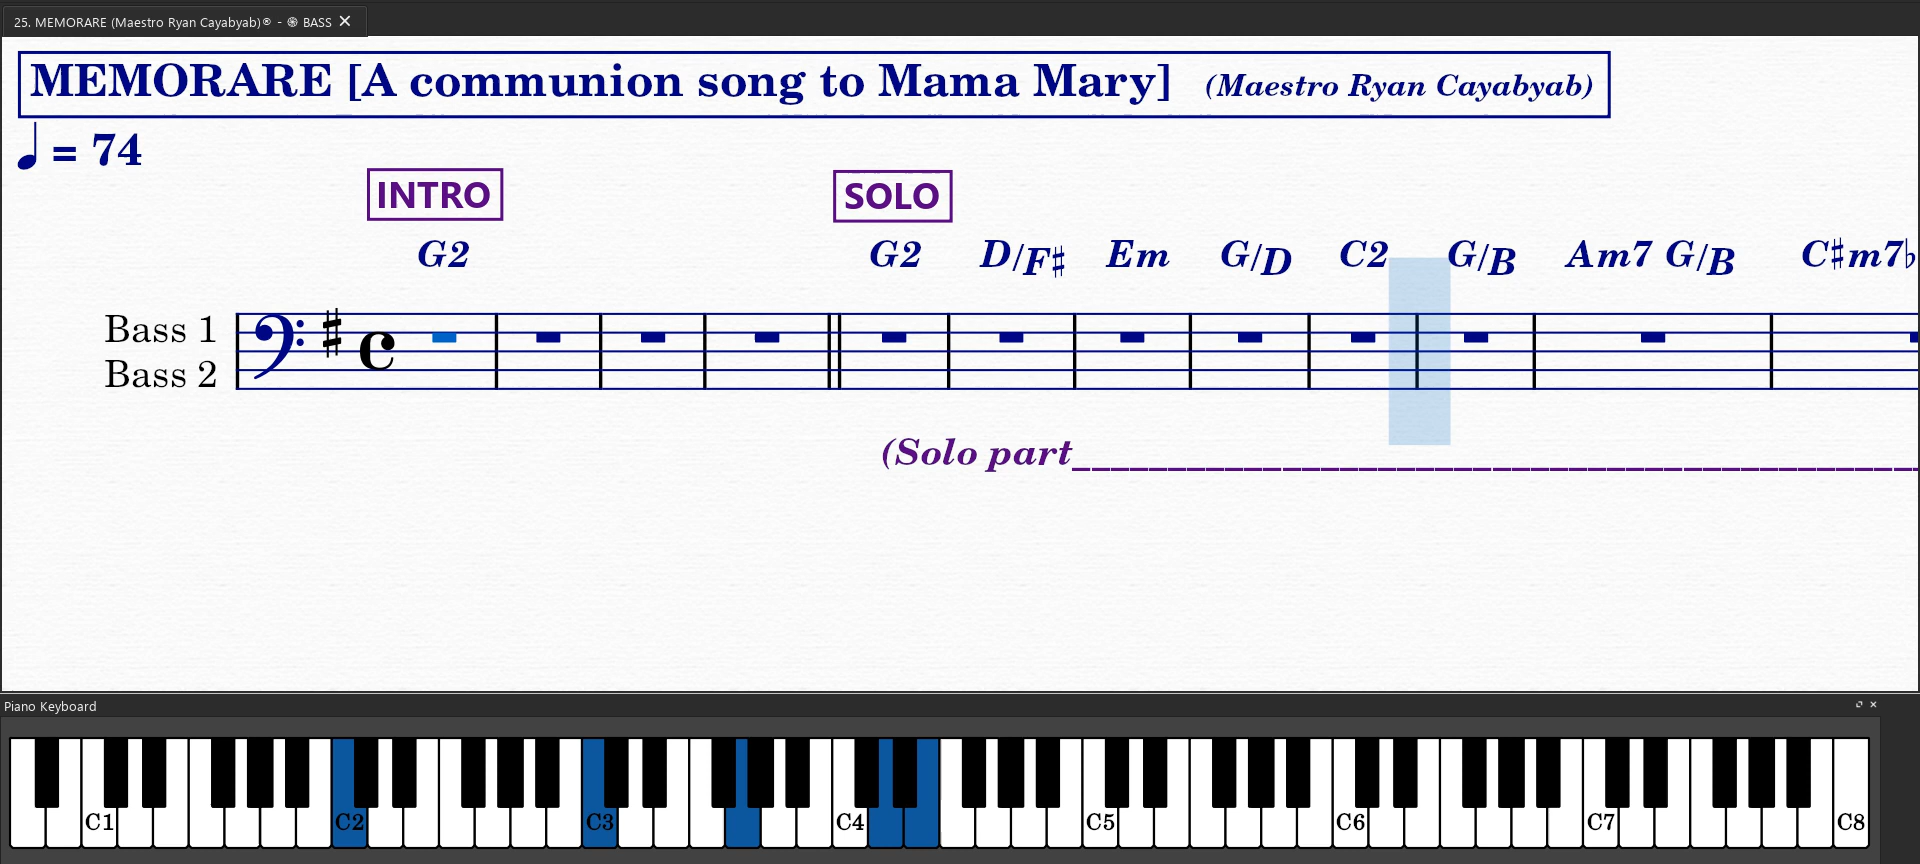 25. MEMORARE (Maestro Ryan Cayabyab)® - BASS
MEMORARE [A communion song to Mama Mary] (Maestro Ryan Cayabyab)
= 74
INTRO SOLO
G2 G2 D/F♯ Em G/D C2 G/B Am7 G/B C♯m7♭
Bass 1
Bass 2
(Solo part
Piano Keyboard
C1 C2 C3 C4 C5 C6 C7 C8